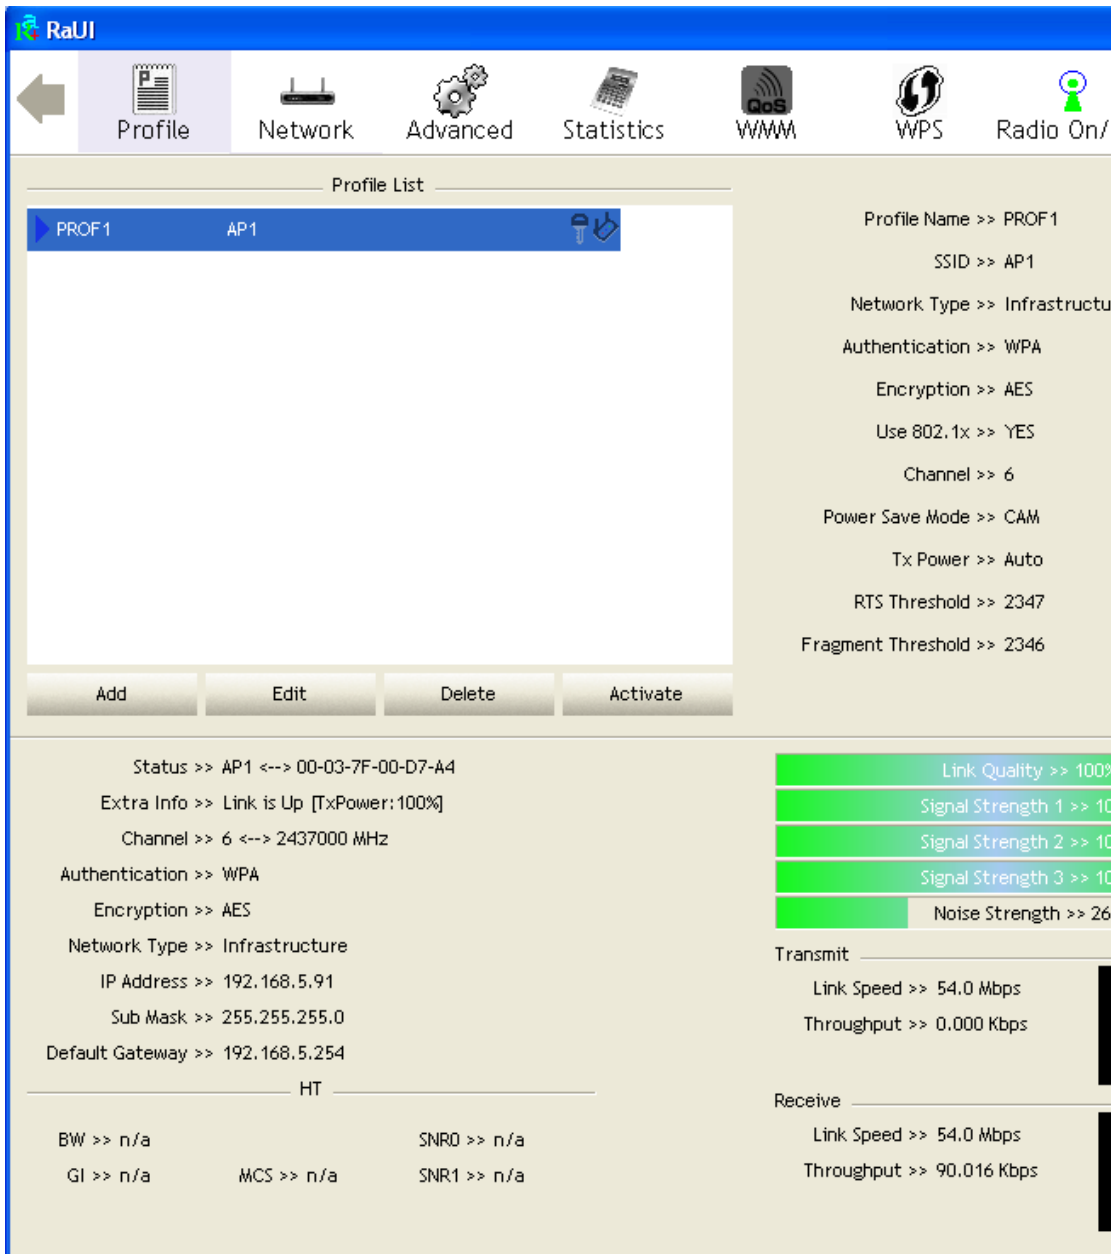 RaUI
Profile
Network
Advanced
Statistics
QoS
WMM
WPS
Radio On/
Profile List
PROF1 AP1
Profile Name >> PROF1
SSID >> AP1
Network Type >> Infrastructu
Authentication >> WPA
Encryption >> AES
Use 802.1x >> YES
Channel >> 6
Power Save Mode >> CAM
Tx Power >> Auto
RTS Threshold >> 2347
Fragment Threshold >> 2346
Add Edit Delete Activate
Status >> AP1 <--> 00-03-7F-00-D7-A4
Extra Info >> Link is Up [TxPower:100%]
Channel >> 6 <--> 2437000 MHz
Authentication >> WPA
Encryption >> AES
Network Type >> Infrastructure
IP Address >> 192.168.5.91
Sub Mask >> 255.255.255.0
Default Gateway >> 192.168.5.254
HT
BW >> n/a SNR0 >> n/a
GI >> n/a MCS >> n/a SNR1 >> n/a
Link Quality >> 100%
Signal Strength 1 >> 10
Signal Strength 2 >> 10
Signal Strength 3 >> 10
Noise Strength >> 26
Transmit
Link Speed >> 54.0 Mbps
Throughput >> 0.000 Kbps
Receive
Link Speed >> 54.0 Mbps
Throughput >> 90.016 Kbps